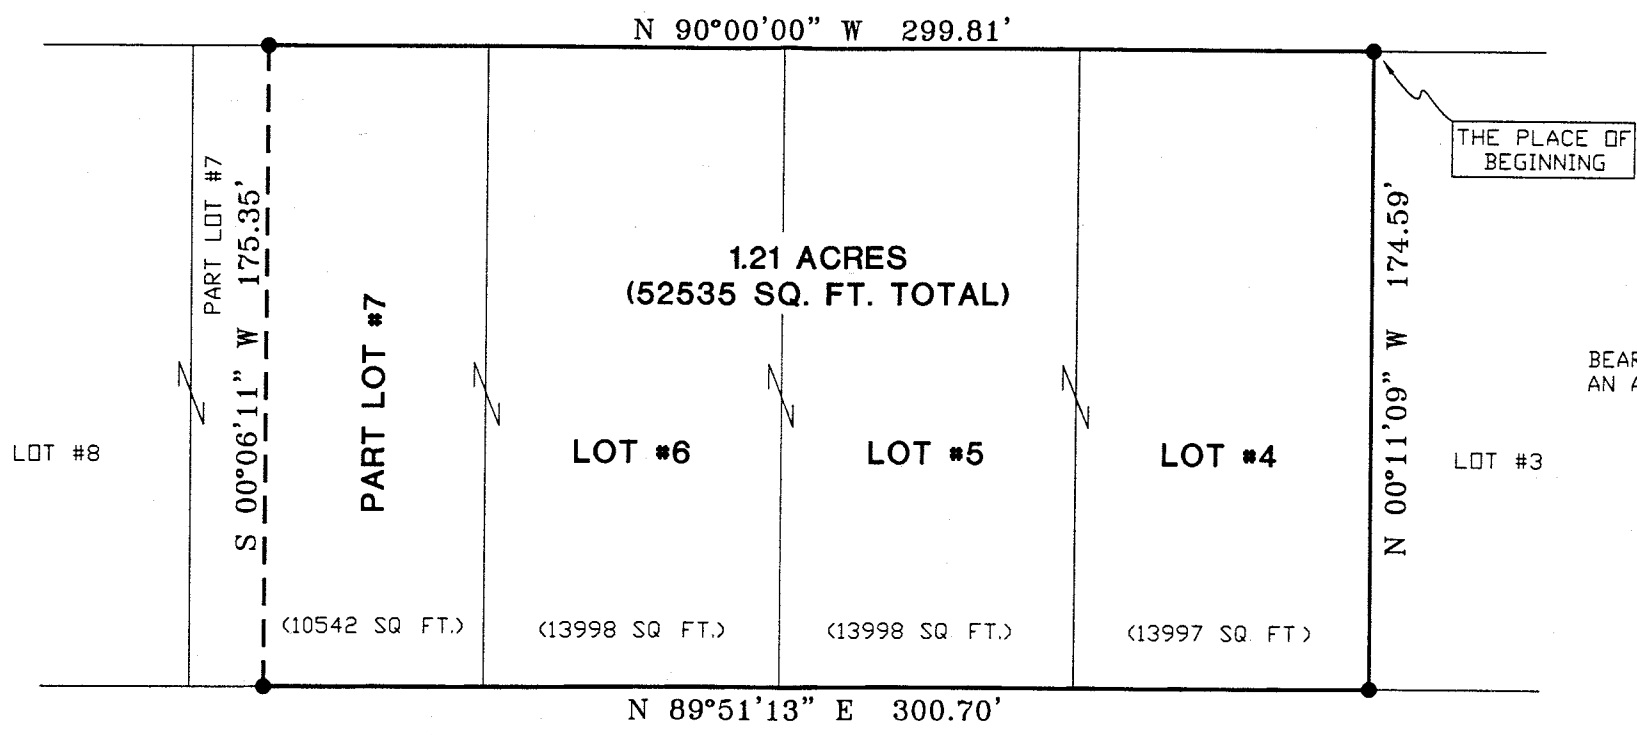 N 90°00'00" W 299.81'
THE PLACE OF
BEGINNING
PART LOT #7
S 00°06'11" W 175.35'
1.21 ACRES
(52535 SQ. FT. TOTAL)
N 00°11'09" W 174.59'
BEAR
AN A
LOT #8
PART LOT #7
LOT #6
LOT #5
LOT #4
LOT #3
(10542 SQ FT.)
(13998 SQ FT.)
(13998 SQ FT.)
(13997 SQ FT)
N 89°51'13" E 300.70'